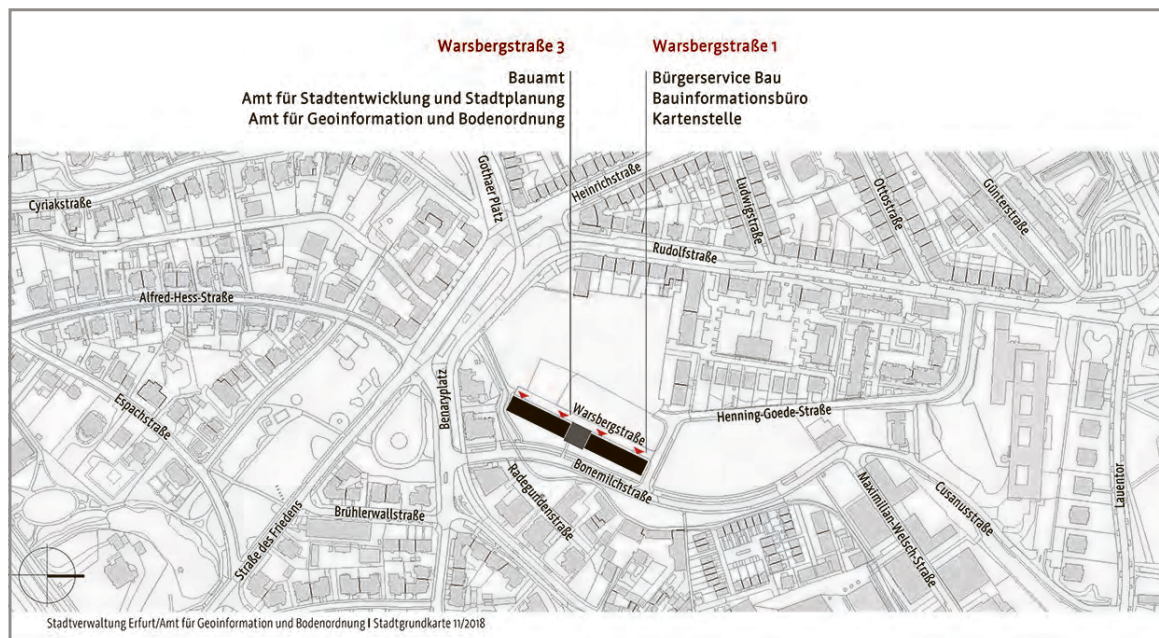 Warsbergstraße 3
Bauamt
Amt für Stadtentwicklung und Stadtplanung
Amt für Geoinformation und Bodenordnung
Warsbergstraße 1
Bürgerservice Bau
Bauinformationsbüro
Kartenstelle
Cyriakstraße
Gothaer Platz
Heinrichstraße
Ludwigstraße
Ottostraße
Günterstraße
Rudolfstraße
Alfred-Hess-Straße
Espachstraße
Benaryplatz
Warsbergstraße
Henning-Goede-Straße
Bonemilchstraße
Radegundenstraße
Brühlerwallstraße
Straße des Friedens
Maximilian-Welsch-Straße
Cusanusstraße
Lauentor
Stadtverwaltung Erfurt/Amt für Geoinformation und Bodenordnung I Stadtgrundkarte 11/2018